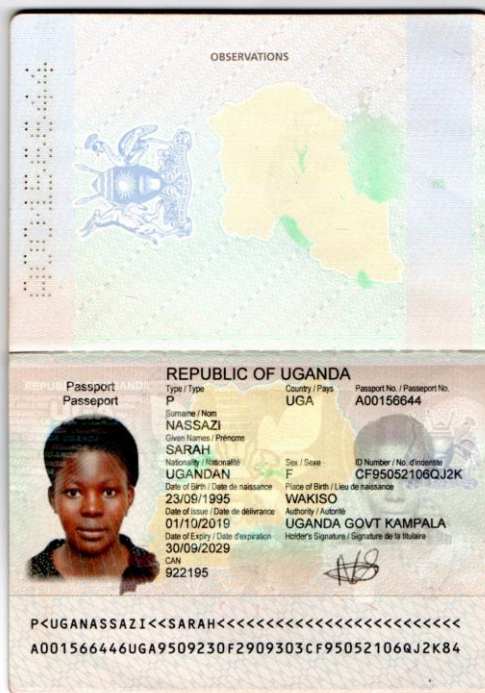 OBSERVATIONS
REPUBLIC OF UGANDA
Passport
Passeport
Type / Type
Country / Pays
Passport No. / Passeport No.
P
UGA
A00156644
Surname / Nom
NASSAZI
Given Names / Prénoms
SARAH
Nationality / Nationalité
Sex / Sexe
ID Number / No. d'indentite
UGANDAN
F
CF95052106QJ2K
Date of Birth / Date de naissance
Place of Birth / Lieu de naissance
23/09/1995
WAKISO
Date of Issue / Date de délivrance
Authority / Autorité
01/10/2019
UGANDA GOVT KAMPALA
Date of Expiry / Date d'expiration
Holder's Signature / Signature de la titulaire
30/09/2029
CAN
922195
P<UGANASSAZI<<SARAH<<<<<<<<<<<<<<<<<<<<<<<<<
A001566446UGA9509230F2909303CF95052106QJ2K84